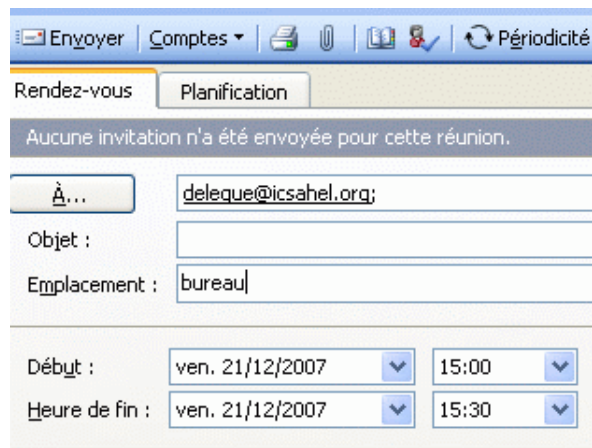 Envoyer Comptes Périodicité
Rendez-vous Planification
Aucune invitation n'a été envoyée pour cette réunion.
À... deleque@icsahel.org;
Objet :
Emplacement : bureau
Début : ven. 21/12/2007 15:00
Heure de fin : ven. 21/12/2007 15:30